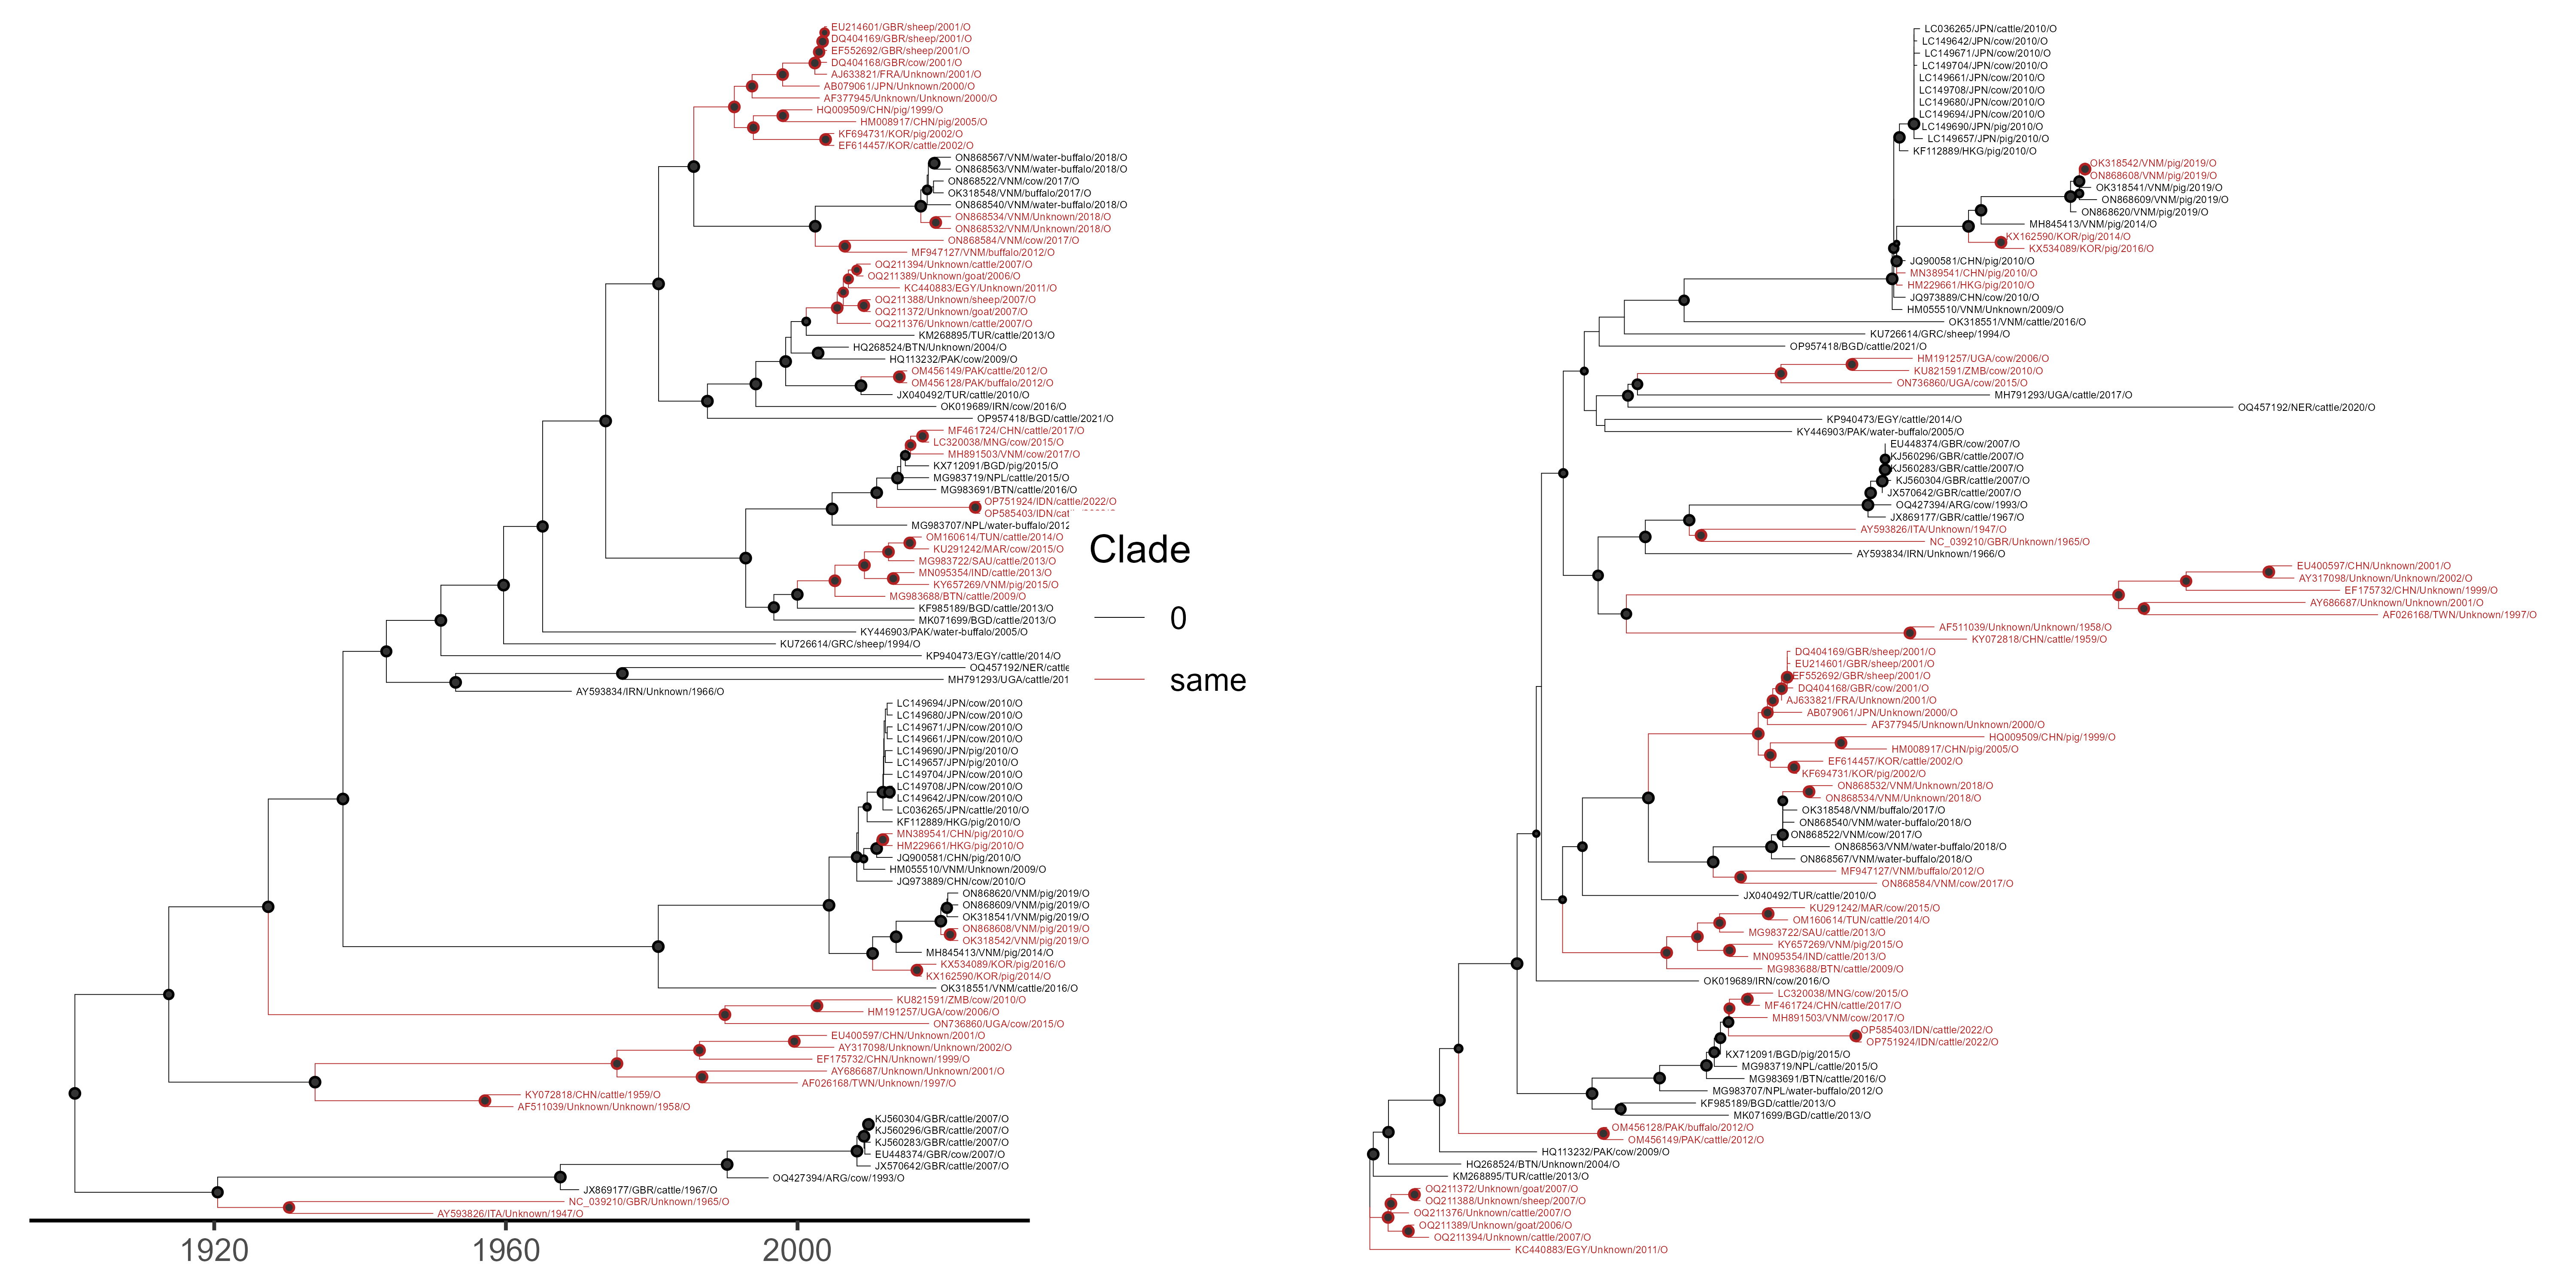 EU214601/GBR/sheep/2001/O
DQ404169/GBR/sheep/2001/O
EF552692/GBR/sheep/2001/O
DQ404168/GBR/cow/2001/O
AJ633821/FRA/Unknown/2001/O
AB079061/JPN/Unknown/2000/O
AF377945/Unknown/Unknown/2000/O
HQ009509/CHN/pig/1999/O
HM008917/CHN/pig/2005/O
KF694731/KOR/pig/2002/O
EF614457/KOR/cattle/2002/O
ON868567/VNM/water-buffalo/2018/O
ON868563/VNM/water-buffalo/2018/O
ON868522/VNM/cow/2017/O
OK318548/VNM/buffalo/2017/O
ON868540/VNM/water-buffalo/2018/O
ON868534/VNM/Unknown/2018/O
ON868532/VNM/Unknown/2018/O
ON868584/VNM/cow/2017/O
MF947127/VNM/buffalo/2012/O
OQ211394/Unknown/cattle/2007/O
OQ211389/Unknown/goat/2006/O
KC440883/EGY/Unknown/2011/O
OQ211388/Unknown/sheep/2007/O
OQ211372/Unknown/goat/2007/O
OQ211376/Unknown/cattle/2007/O
KM268895/TUR/cattle/2013/O
HQ268524/BTN/Unknown/2004/O
HQ113232/PAK/cow/2009/O
OM456149/PAK/cattle/2012/O
OM456128/PAK/buffalo/2012/O
JX040492/TUR/cattle/2010/O
OK019689/IRN/cow/2016/O
OP957418/BGD/cattle/2021/O
MF461724/CHN/cattle/2017/O
LC320038/MNG/cow/2015/O
MH891503/VNM/cow/2017/O
KX712091/BGD/pig/2015/O
MG983719/NPL/cattle/2015/O
MG983691/BTN/cattle/2016/O
OP751924/IDN/cattle/2022/O
OP585403/IDN/cat
MG983707/NPL/water-buffalo/2012
OM160614/TUN/cattle/2014/O
KU291242/MAR/cow/2015/O
MG983722/SAU/cattle/2013/O
MN095354/IND/cattle/2013/O
KY657269/VNM/pig/2015/O
MG983688/BTN/cattle/2009/O
KF985189/BGD/cattle/2013/O
MK071699/BGD/cattle/2013/O
KY446903/PAK/water-buffalo/2005/O
KU726614/GRC/sheep/1994/O
KP940473/EGY/cattle/2014/O
OQ457192/NER/cattle
MH791293/UGA/cattle/201
AY593834/IRN/Unknown/1966/O
LC149694/JPN/cow/2010/O
LC149680/JPN/cow/2010/O
LC149671/JPN/cow/2010/O
LC149661/JPN/cow/2010/O
LC149690/JPN/pig/2010/O
LC149657/JPN/pig/2010/O
LC149704/JPN/cow/2010/O
LC149708/JPN/cow/2010/O
LC149642/JPN/cow/2010/O
LC036265/JPN/cattle/2010/O
KF112889/HKG/pig/2010/O
MN389541/CHN/pig/2010/O
HM229661/HKG/pig/2010/O
JQ900581/CHN/pig/2010/O
HM055510/VNM/Unknown/2009/O
JQ973889/CHN/cow/2010/O
ON868620/VNM/pig/2019/O
ON868609/VNM/pig/2019/O
OK318541/VNM/pig/2019/O
ON868608/VNM/pig/2019/O
OK318542/VNM/pig/2019/O
MH845413/VNM/pig/2014/O
KX534089/KOR/pig/2016/O
KX162590/KOR/pig/2014/O
OK318551/VNM/cattle/2016/O
KU821591/ZMB/cow/2010/O
HM191257/UGA/cow/2006/O
ON736860/UGA/cow/2015/O
EU400597/CHN/Unknown/2001/O
AY317098/Unknown/Unknown/2002/O
EF175732/CHN/Unknown/1999/O
AY686687/Unknown/Unknown/2001/O
AF026168/TWN/Unknown/1997/O
KY072818/CHN/cattle/1959/O
AF511039/Unknown/Unknown/1958/O
KJ560304/GBR/cattle/2007/O
KJ560296/GBR/cattle/2007/O
KJ560283/GBR/cattle/2007/O
EU448374/GBR/cow/2007/O
JX570642/GBR/cattle/2007/O
OQ427394/ARG/cow/1993/O
JX869177/GBR/cattle/1967/O
NC_039210/GBR/Unknown/1965/O
AY593826/ITA/Unknown/1947/O
1920
1960
2000
Clade
0
same
LC036265/JPN/cattle/2010/O
LC149642/JPN/cow/2010/O
LC149671/JPN/cow/2010/O
LC149704/JPN/cow/2010/O
LC149661/JPN/cow/2010/O
LC149708/JPN/cow/2010/O
LC149680/JPN/cow/2010/O
LC149694/JPN/cow/2010/O
LC149690/JPN/pig/2010/O
LC149657/JPN/pig/2010/O
KF112889/HKG/pig/2010/O
OK318542/VNM/pig/2019/O
ON868608/VNM/pig/2019/O
OK318541/VNM/pig/2019/O
ON868609/VNM/pig/2019/O
ON868620/VNM/pig/2019/O
MH845413/VNM/pig/2014/O
KX162590/KOR/pig/2014/O
KX534089/KOR/pig/2016/O
JQ900581/CHN/pig/2010/O
MN389541/CHN/pig/2010/O
HM229661/HKG/pig/2010/O
JQ973889/CHN/cow/2010/O
HM055510/VNM/Unknown/2009/O
OK318551/VNM/cattle/2016/O
KU726614/GRC/sheep/1994/O
OP957418/BGD/cattle/2021/O
HM191257/UGA/cow/2006/O
KU821591/ZMB/cow/2010/O
ON736860/UGA/cow/2015/O
MH791293/UGA/cattle/2017/O
OQ457192/NER/cattle/2020/O
KP940473/EGY/cattle/2014/O
KY446903/PAK/water-buffalo/2005/O
EU448374/GBR/cow/2007/O
KJ560296/GBR/cattle/2007/O
KJ560283/GBR/cattle/2007/O
KJ560304/GBR/cattle/2007/O
JX570642/GBR/cattle/2007/O
OQ427394/ARG/cow/1993/O
JX869177/GBR/cattle/1967/O
AY593826/ITA/Unknown/1947/O
NC_039210/GBR/Unknown/1965/O
AY593834/IRN/Unknown/1966/O
EU400597/CHN/Unknown/2001/O
AY317098/Unknown/Unknown/2002/O
EF175732/CHN/Unknown/1999/O
AY686687/Unknown/Unknown/2001/O
AF026168/TWN/Unknown/1997/O
AF511039/Unknown/Unknown/1958/O
KY072818/CHN/cattle/1959/O
DQ404169/GBR/sheep/2001/O
EU214601/GBR/sheep/2001/O
EF552692/GBR/sheep/2001/O
DQ404168/GBR/cow/2001/O
AJ633821/FRA/Unknown/2001/O
AB079061/JPN/Unknown/2000/O
AF377945/Unknown/Unknown/2000/O
HQ009509/CHN/pig/1999/O
HM008917/CHN/pig/2005/O
EF614457/KOR/cattle/2002/O
KF694731/KOR/pig/2002/O
ON868532/VNM/Unknown/2018/O
ON868534/VNM/Unknown/2018/O
OK318548/VNM/buffalo/2017/O
ON868540/VNM/water-buffalo/2018/O
ON868522/VNM/cow/2017/O
ON868563/VNM/water-buffalo/2018/O
ON868567/VNM/water-buffalo/2018/O
MF947127/VNM/buffalo/2012/O
ON868584/VNM/cow/2017/O
JX040492/TUR/cattle/2010/O
KU291242/MAR/cow/2015/O
OM160614/TUN/cattle/2014/O
MG983722/SAU/cattle/2013/O
KY657269/VNM/pig/2015/O
MN095354/IND/cattle/2013/O
MG983688/BTN/cattle/2009/O
OK019689/IRN/cow/2016/O
LC320038/MNG/cow/2015/O
MF461724/CHN/cattle/2017/O
MH891503/VNM/cow/2017/O
OP585403/IDN/cattle/2022/O
OP751924/IDN/cattle/2022/O
KX712091/BGD/pig/2015/O
MG983719/NPL/cattle/2015/O
MG983691/BTN/cattle/2016/O
MG983707/NPL/water-buffalo/2012/O
KF985189/BGD/cattle/2013/O
MK071699/BGD/cattle/2013/O
OM456128/PAK/buffalo/2012/O
OM456149/PAK/cattle/2012/O
HQ113232/PAK/cow/2009/O
HQ268524/BTN/Unknown/2004/O
KM268895/TUR/cattle/2013/O
OQ211372/Unknown/goat/2007/O
OQ211388/Unknown/sheep/2007/O
OQ211376/Unknown/cattle/2007/O
OQ211389/Unknown/goat/2006/O
OQ211394/Unknown/cattle/2007/O
KC440883/EGY/Unknown/2011/O